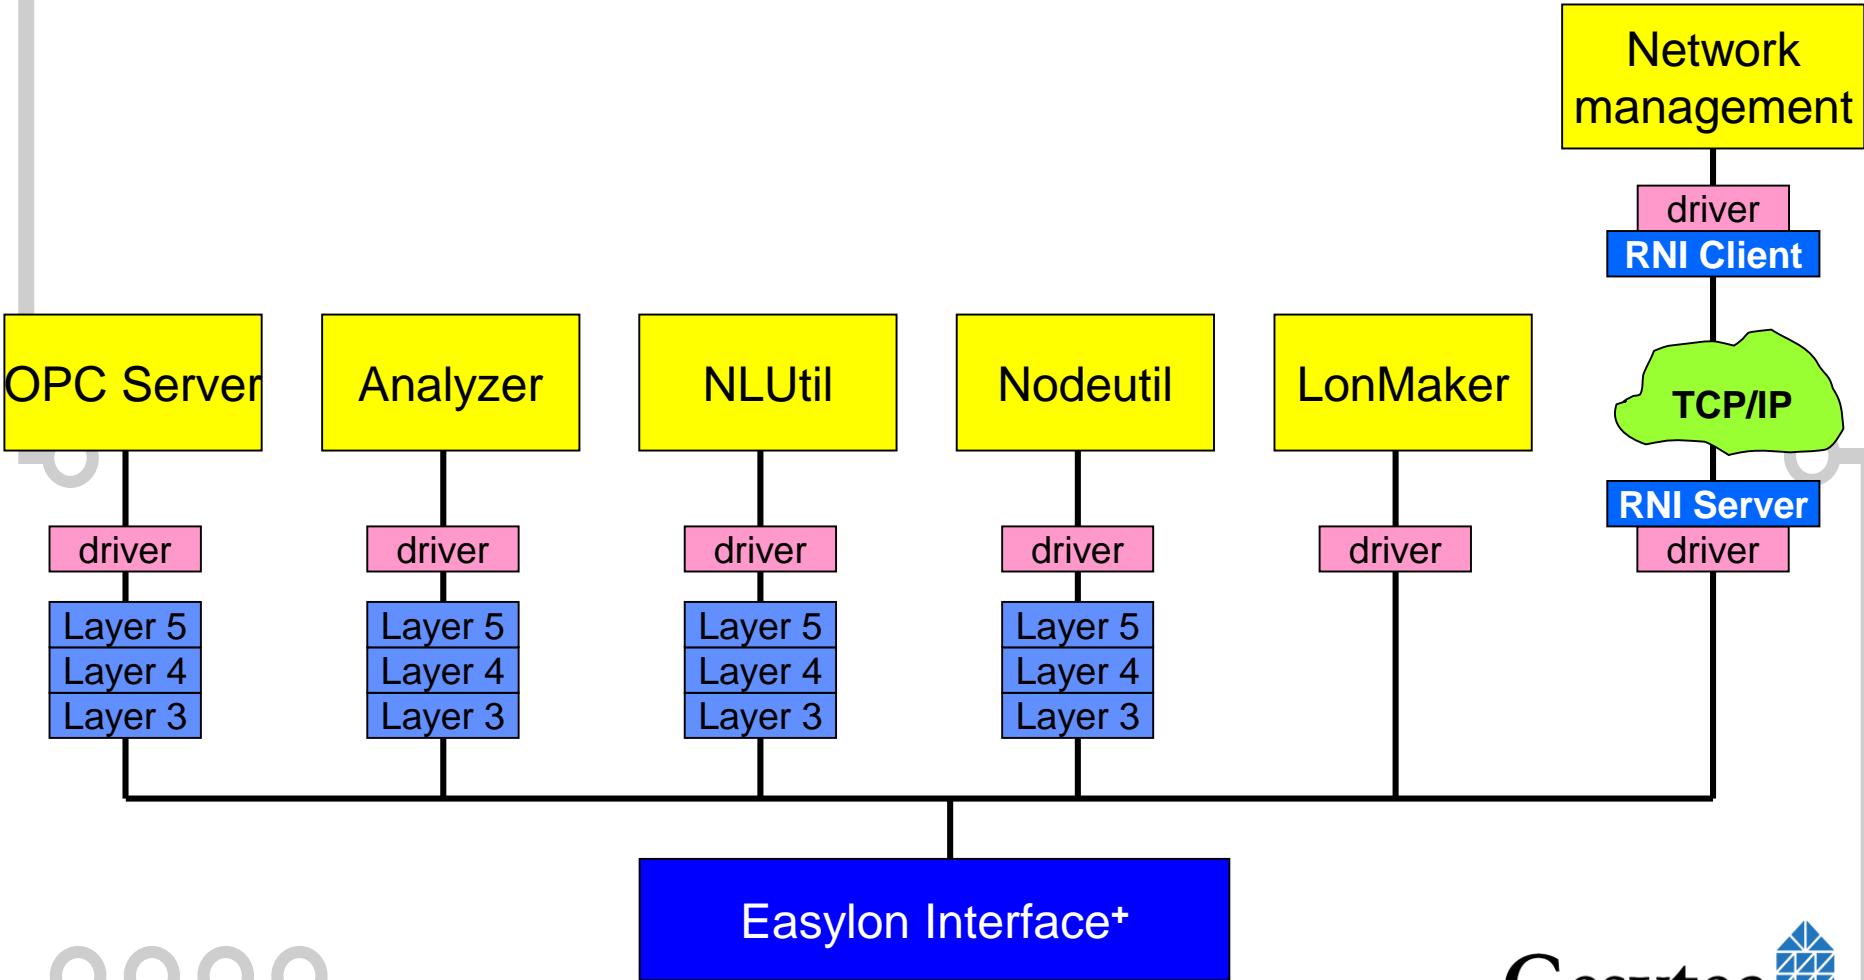 Network
management
driver
RNI Client
OPC Server
Analyzer
NLUtil
Nodeutil
LonMaker
TCP/IP
RNI Server
driver
driver
driver
driver
driver
driver
Layer 5
Layer 5
Layer 5
Layer 5
Layer 4
Layer 4
Layer 4
Layer 4
Layer 3
Layer 3
Layer 3
Layer 3
Easylon Interface⁺
Gesytec